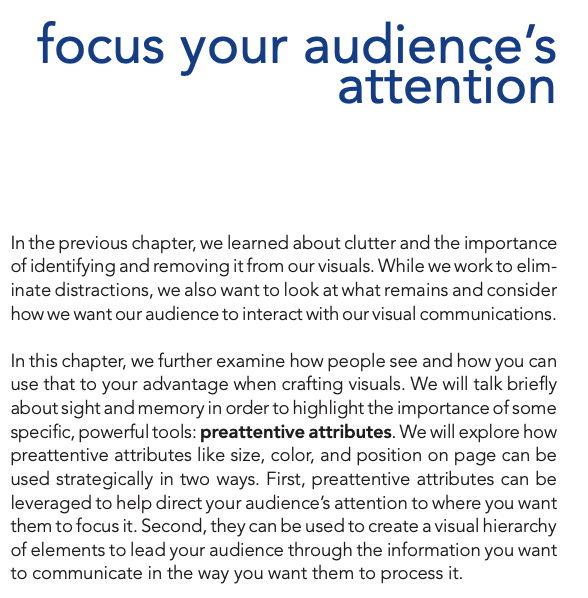 focus your audience’s
attention
In the previous chapter, we learned about clutter and the importance
of identifying and removing it from our visuals. While we work to elim-
inate distractions, we also want to look at what remains and consider
how we want our audience to interact with our visual communications.
In this chapter, we further examine how people see and how you can
use that to your advantage when crafting visuals. We will talk briefly
about sight and memory in order to highlight the importance of some
specific, powerful tools: preattentive attributes. We will explore how
preattentive attributes like size, color, and position on page can be
used strategically in two ways. First, preattentive attributes can be
leveraged to help direct your audience’s attention to where you want
them to focus it. Second, they can be used to create a visual hierarchy
of elements to lead your audience through the information you want
to communicate in the way you want them to process it.